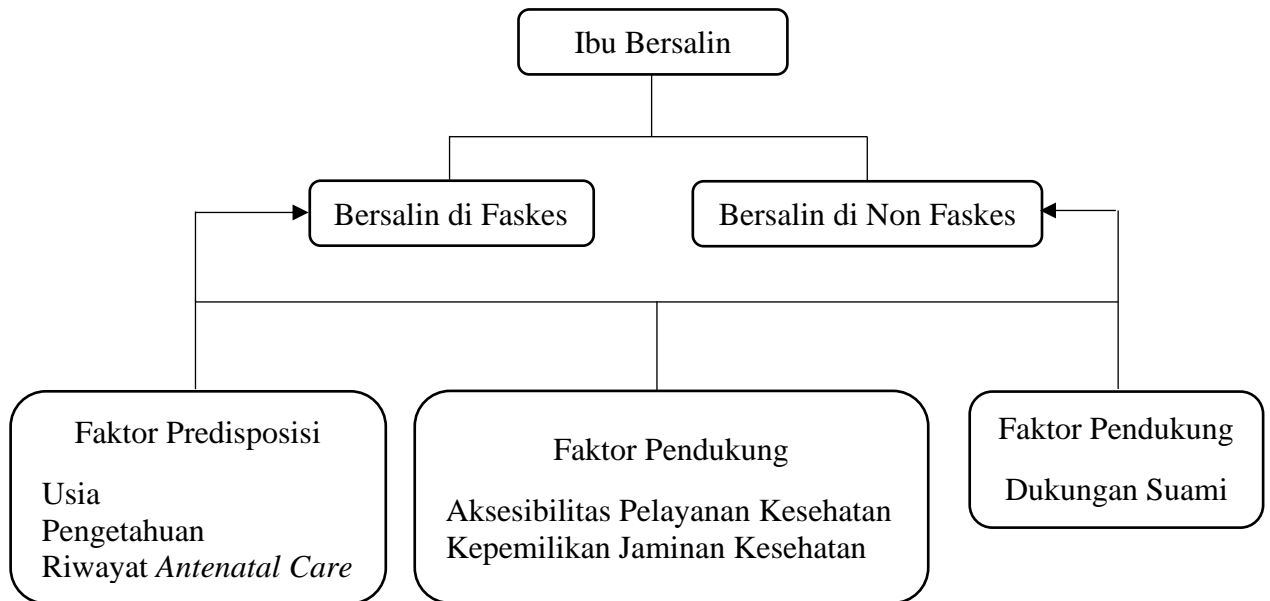 Ibu Bersalin
Bersalin di Faskes
Bersalin di Non Faskes
Faktor Predisposisi
Usia
Pengetahuan
Riwayat Antenatal Care
Faktor Pendukung
Aksesibilitas Pelayanan Kesehatan
Kepemilikan Jaminan Kesehatan
Faktor Pendukung
Dukungan Suami